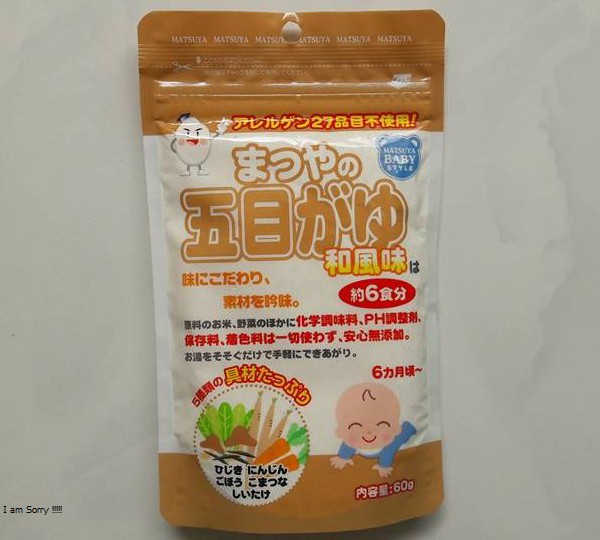 MATSUYA MATSUYA MATSUYA MATSUYA MATSUYA MATSUYA
アレルゲン27品目不使用!
まつやの
MATSUYA
BABY
STYLE
五目がゆ
和風味は
味にこだわり、
素材を吟味。
約6食分
原料のお米、野菜のほかに化学調味料、PH調整剤、
保存料、着色料は一切使わず、安心無添加。
お湯をそそぐだけで手軽にできあがり。
6カ月頃~
5種類の具材たっぷり
ひじき にんじん
ごぼう こまつな
しいたけ
内容量:60g
I am Sorry !!!!!